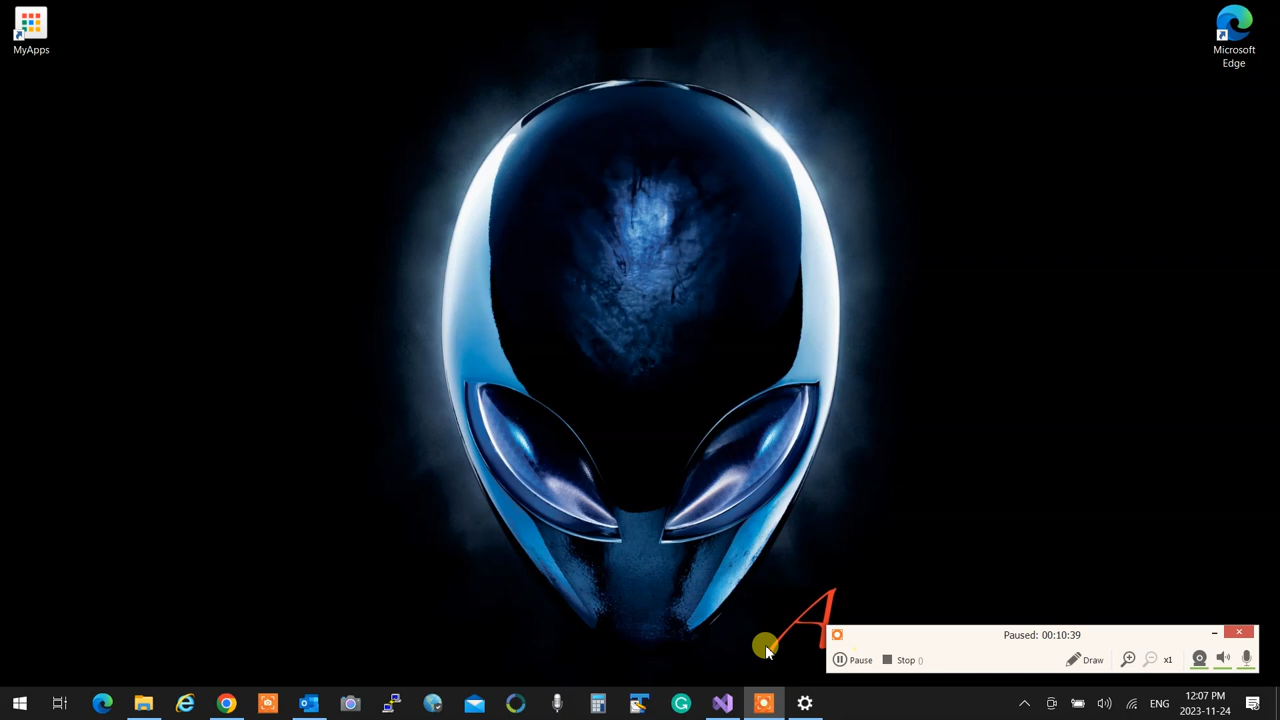 MyApps
Microsoft
Edge
A
Paused: 00:10:39
Pause
Stop ()
Draw
x1
ENG
12:07 PM
2023-11-24